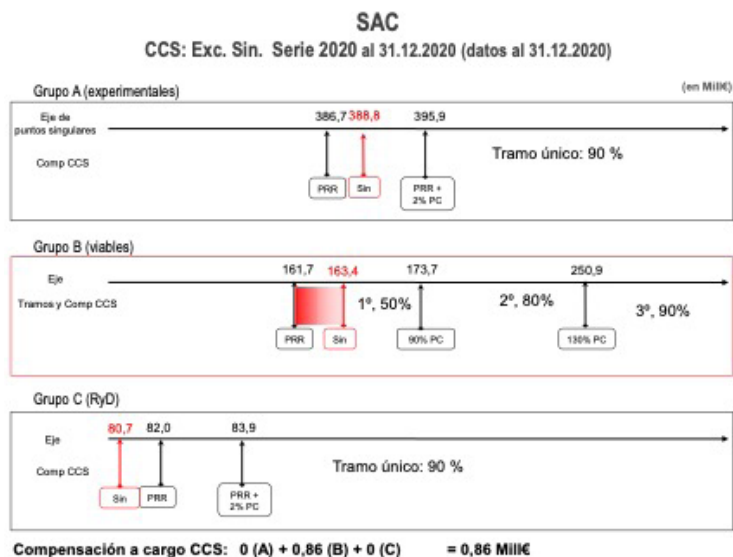 SAC
CCS: Exc. Sin. Serie 2020 al 31.12.2020 (datos al 31.12.2020)
Grupo A (experimentales)
(en Mill€)
Eje de
puntos singulares
386,7 388,8 395,9
Comp CCS
Tramo único: 90 %
PRR Sin PRR +
2% PC
Grupo B (viables)
161,7 163,4 173,7 250,9
Eje
Tramos y Comp CCS
1º, 50% 2º, 80% 3º, 90%
PRR Sin 90% PC 130% PC
Grupo C (RyD)
80,7 82,0 83,9
Eje
Comp CCS
Tramo único: 90 %
Sin PRR PRR +
2% PC
Compensación a cargo CCS: 0 (A) + 0,86 (B) + 0 (C) = 0,86 Mill€